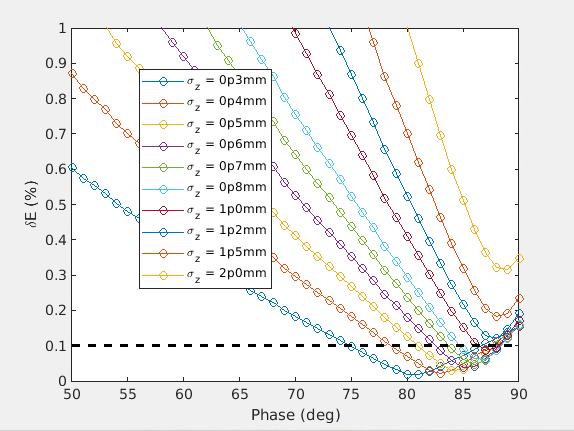 1
0.9
0.8
0.7
0.6
0.5
0.4
0.3
0.2
0.1
0
δE (%)
σz = 0p3mm
σz = 0p4mm
σz = 0p5mm
σz = 0p6mm
σz = 0p7mm
σz = 0p8mm
σz = 1p0mm
σz = 1p2mm
σz = 1p5mm
σz = 2p0mm
50 55 60 65 70 75 80 85 90
Phase (deg)